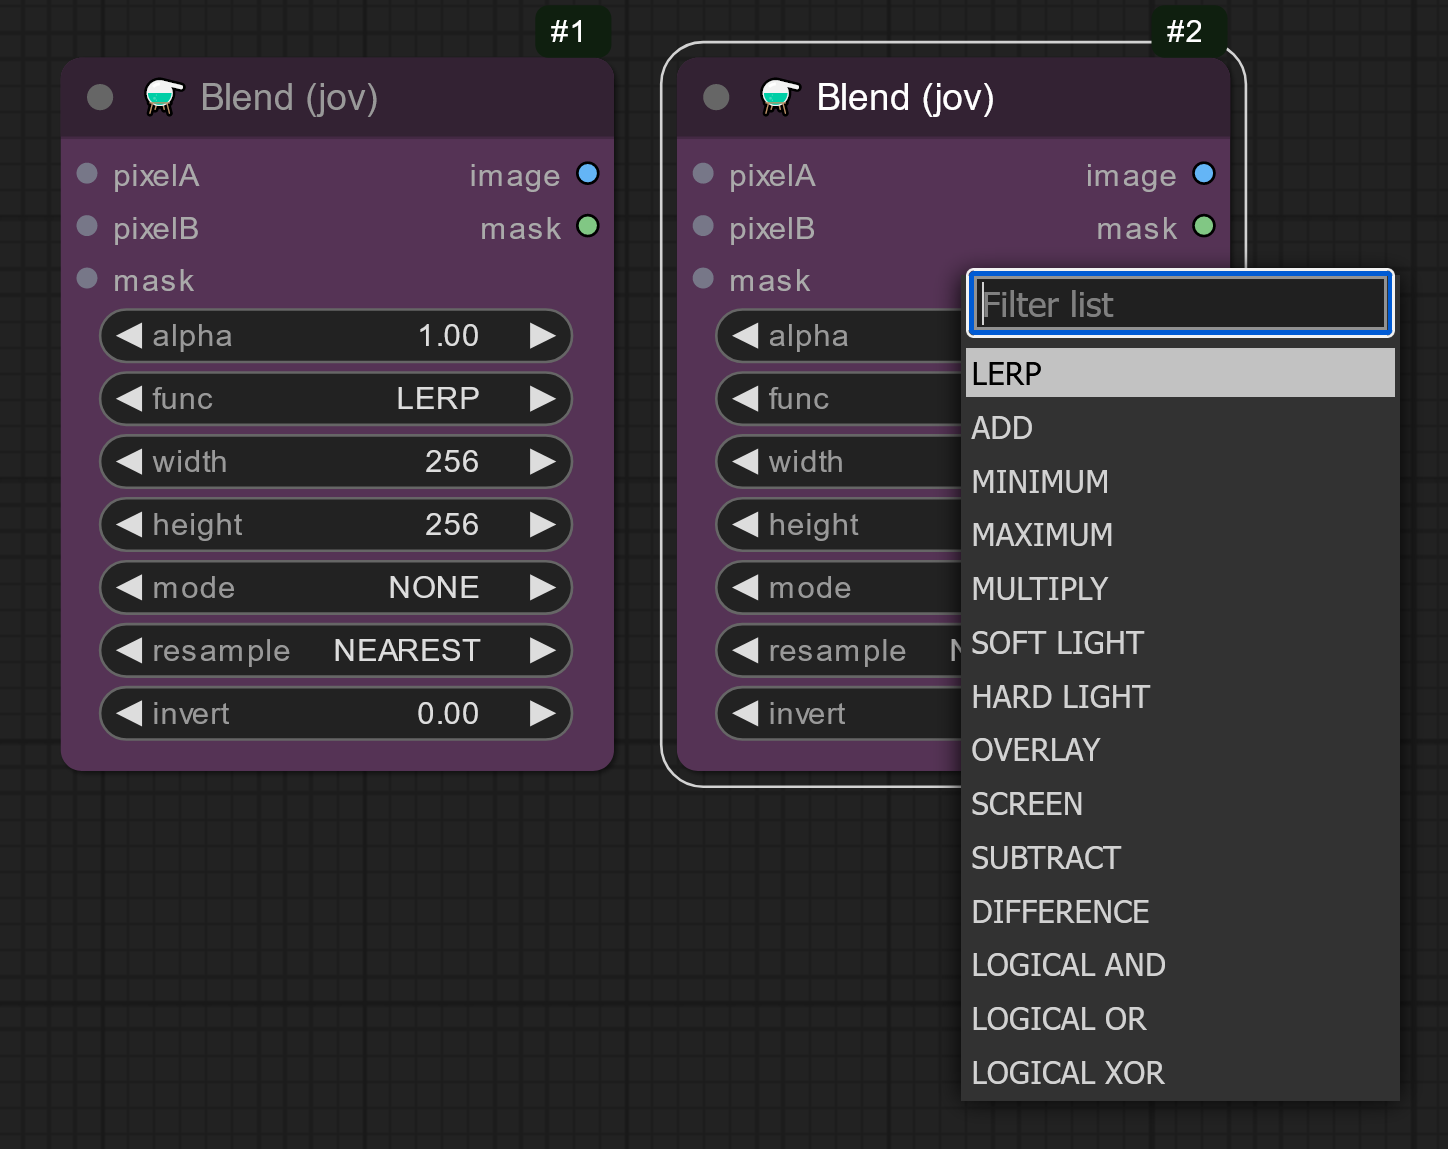 #1
Blend (jov)
pixelA image
pixelB mask
mask
alpha 1.00
func LERP
width 256
height 256
mode NONE
resample NEAREST
invert 0.00
#2
Blend (jov)
pixelA image
pixelB mask
mask
alpha
func
width
height
mode
resample N
invert
Filter list
LERP
ADD
MINIMUM
MAXIMUM
MULTIPLY
SOFT LIGHT
HARD LIGHT
OVERLAY
SCREEN
SUBTRACT
DIFFERENCE
LOGICAL AND
LOGICAL OR
LOGICAL XOR